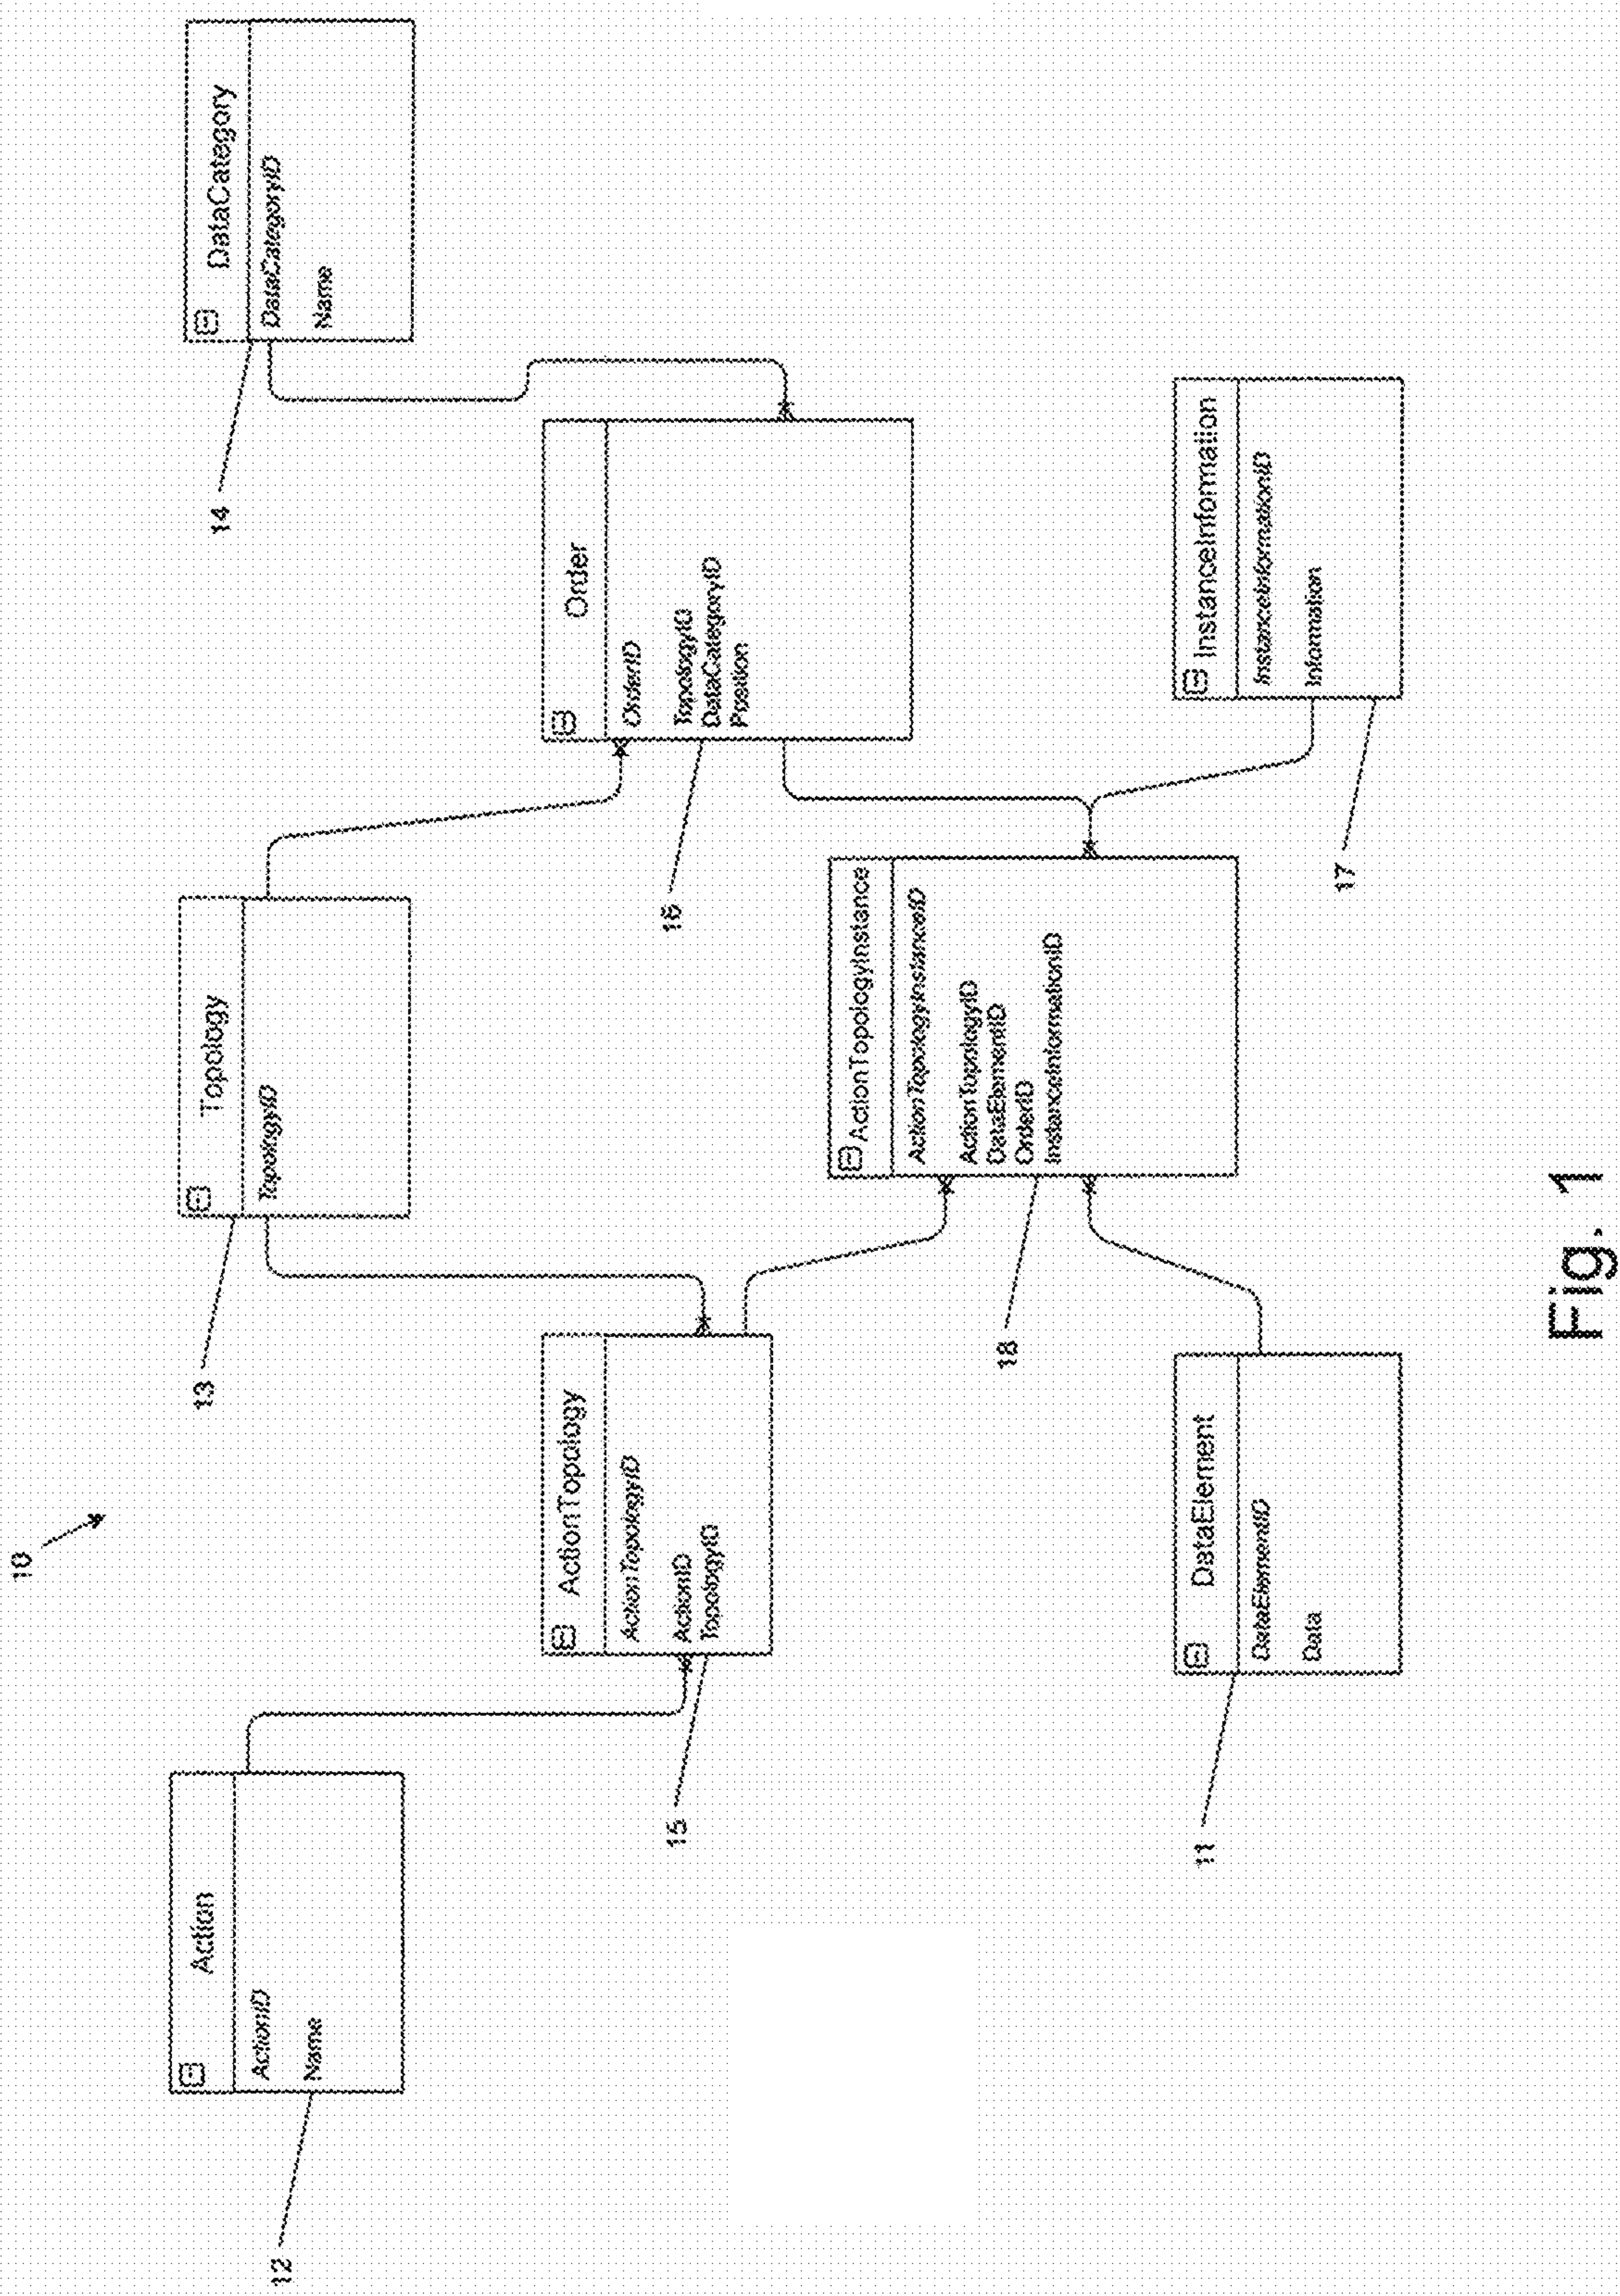 10
12
Action
ActionID
Name
13
Topology
TopologyID
14
DataCategory
DataCategoryID
Name
15
ActionTopology
ActionTopologyID
ActionID
TopologyID
16
Order
OrderID
TopologyID
DataCategoryID
Position
18
ActionTopologyInstance
ActionTopologyInstanceID
ActionTopologyID
DataElementID
OrderID
InstanceInformationID
11
DataElement
DataElementID
Data
17
InstanceInformation
InstanceInformationID
Information
Fig. 1